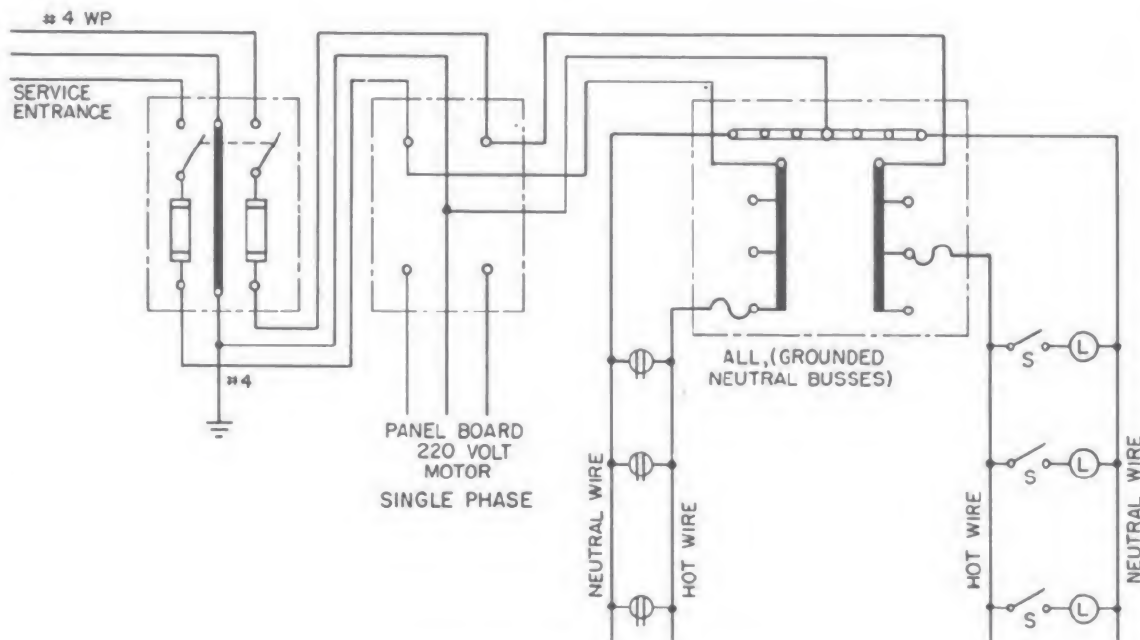 # 4 WP
SERVICE
ENTRANCE
#4
PANEL BOARD
220 VOLT
MOTOR
SINGLE PHASE
ALL,(GROUNDED
NEUTRAL BUSSES)
NEUTRAL WIRE
HOT WIRE
HOT WIRE
NEUTRAL WIRE
S
L
S
L
S
L